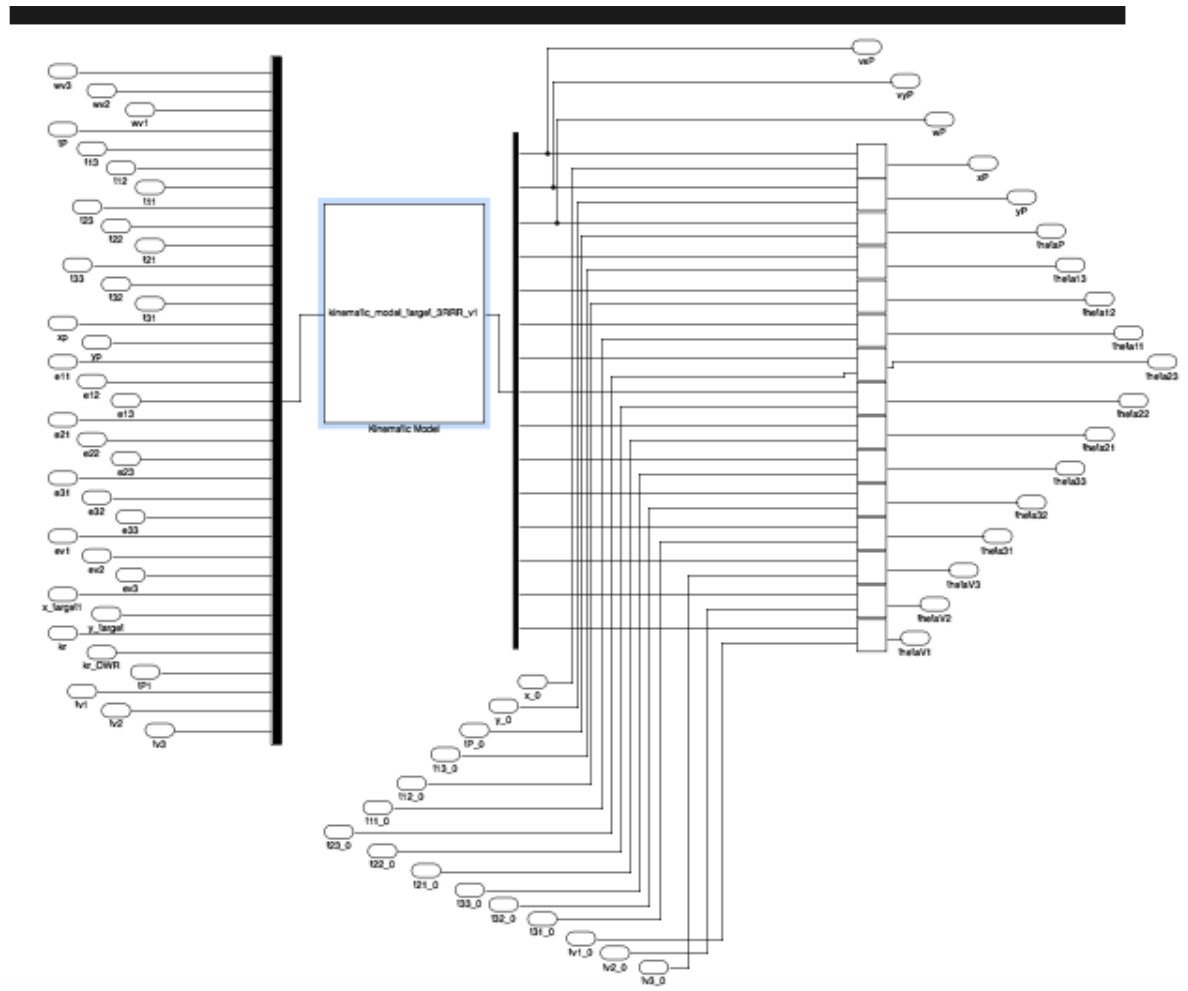 wv3
wv2
wv1
tP
t13
t12
t11
t23
t22
t21
t33
t32
t31
xp
yp
e11
e12
e13
e21
e22
e23
e31
e32
e33
ev1
ev2
ev3
x_target1
y_target
kr
kr_OWR
tP1
tv1
tv2
tv3
kinematic_model_target_3RRR_v1
Kinematic Model
vxP
vyP
wP
xP
yP
thetaP
theta13
theta12
theta11
theta23
theta22
theta21
theta33
theta32
theta31
thetaV3
thetaV2
thetaV1
x_0
y_0
tP_0
t13_0
t12_0
t11_0
t23_0
t22_0
t21_0
t33_0
t32_0
t31_0
tv1_0
tv2_0
tv3_0